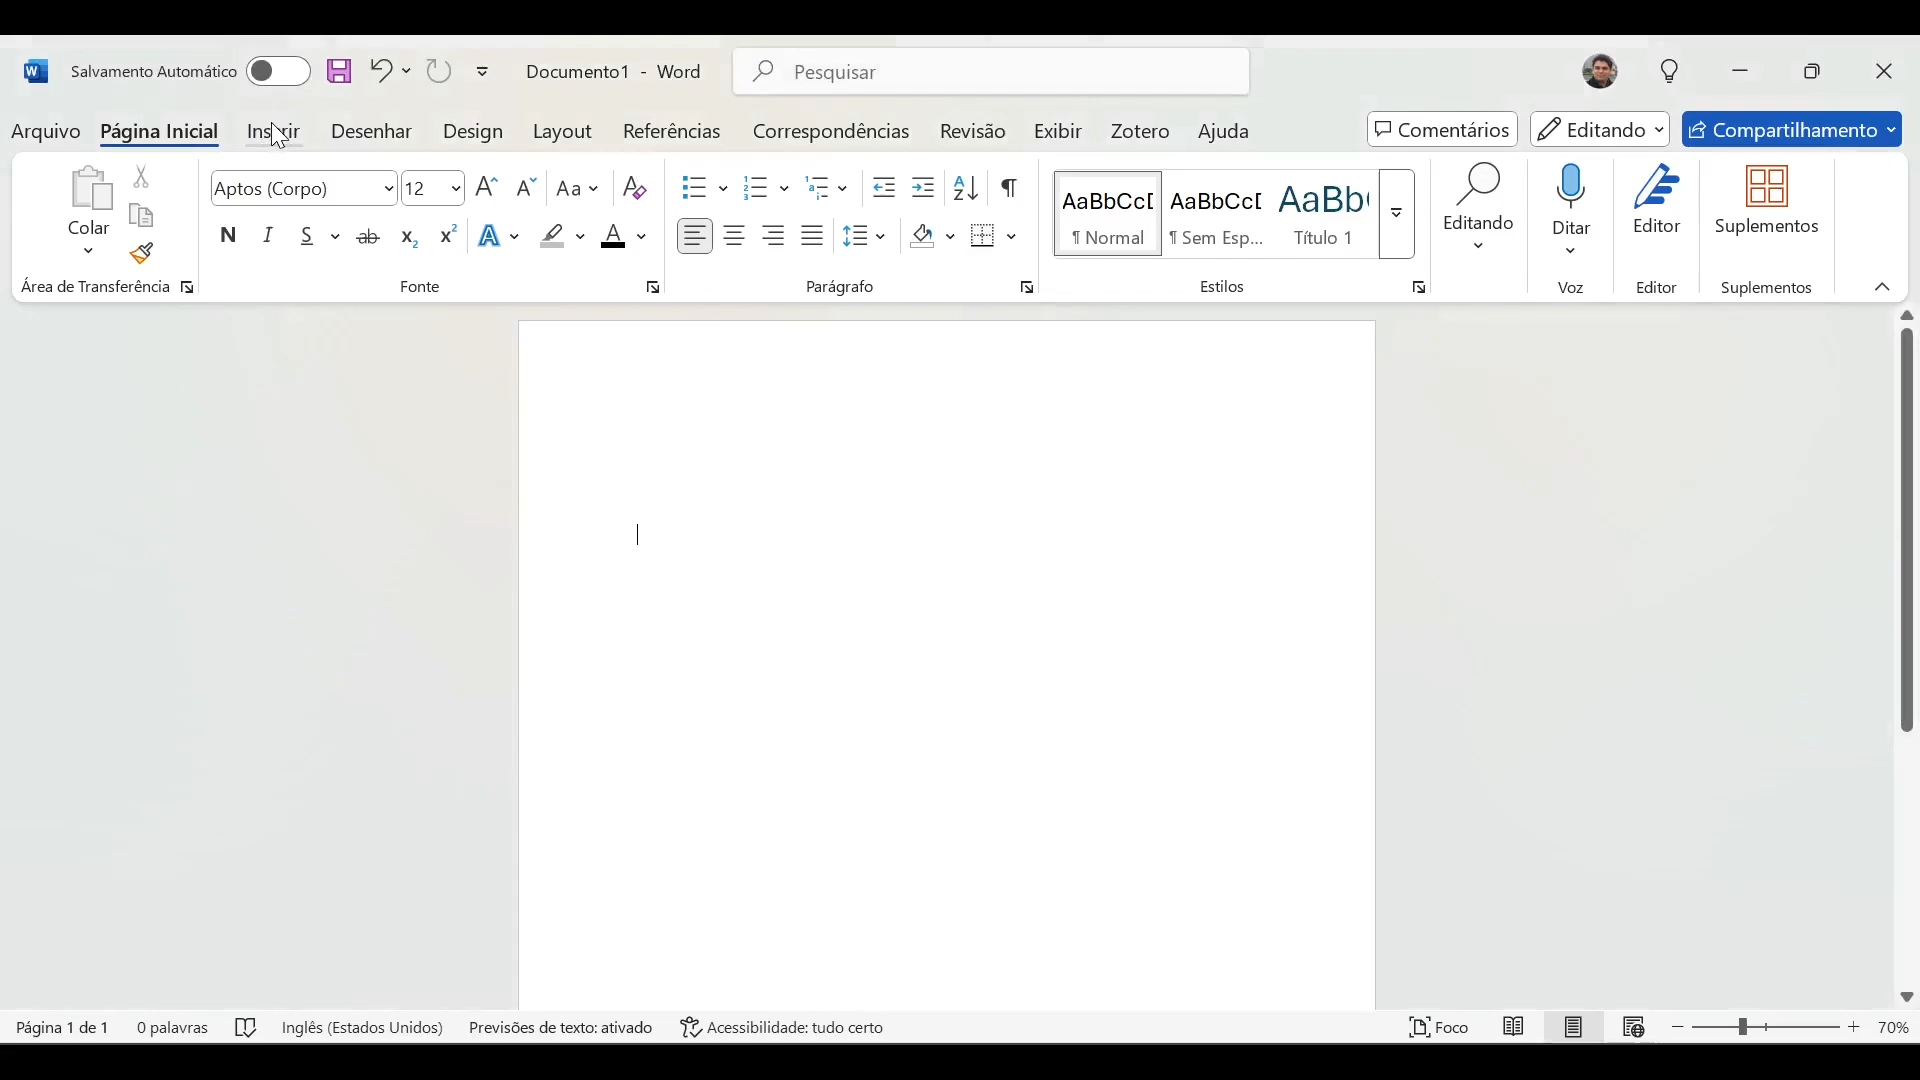 Salvamento Automático
Documento1 - Word
Pesquisar
Arquivo Página Inicial Inserir Desenhar Design Layout Referências Correspondências Revisão Exibir Zotero Ajuda
Comentários Editando Compartilhamento
Colar
Aptos (Corpo) 12 Aa
N I S ab x₂ x² A A
AaBbCcI AaBbCcI AaBb(
¶ Normal ¶ Sem Esp... Título 1
Editando Ditar Editor Suplementos
Área de Transferência Fonte Parágrafo Estilos Voz Editor Suplementos
Página 1 de 1 0 palavras Inglês (Estados Unidos) Previsões de texto: ativado Acessibilidade: tudo certo Foco 70%